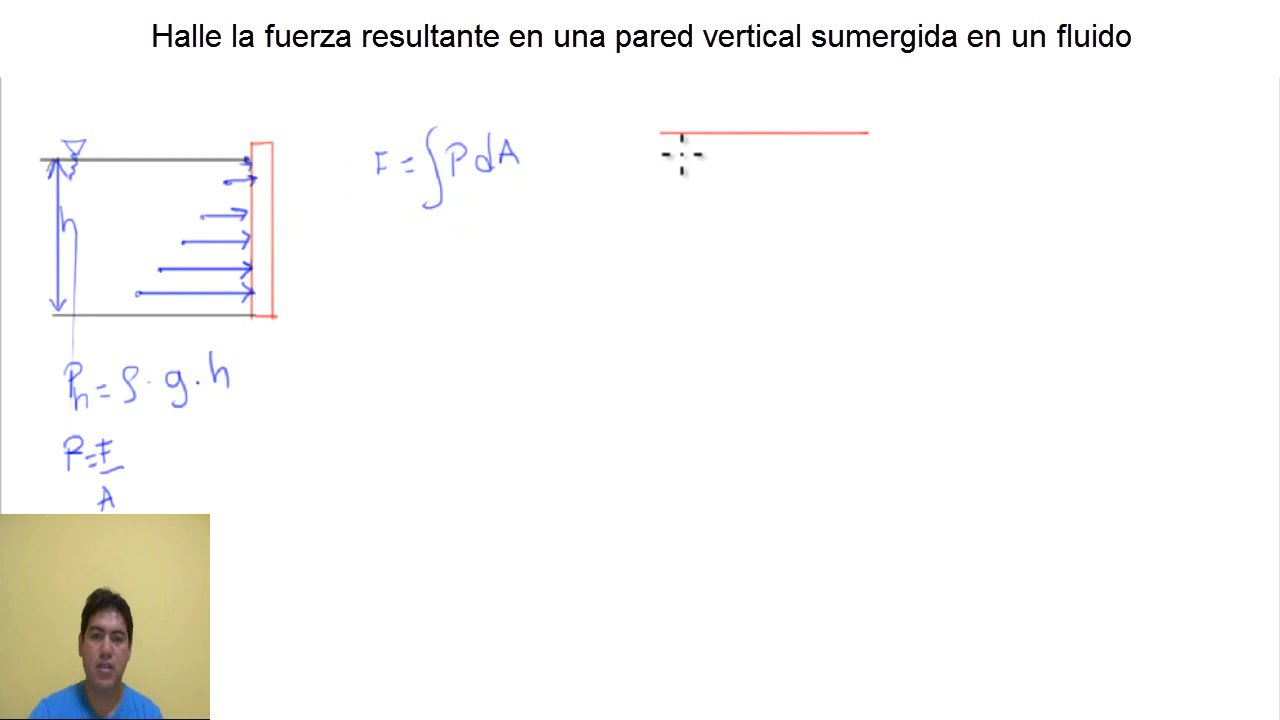 Halle la fuerza resultante en una pared vertical sumergida en un fluido
F = ∫ P dA
h
Ph = ρ · g · h
P = F
A